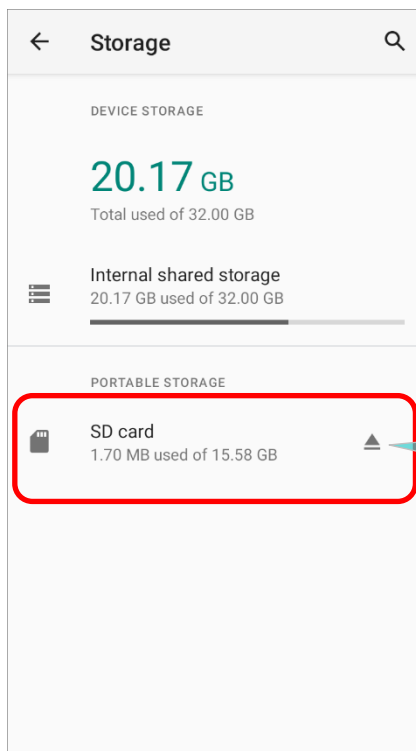 Storage
DEVICE STORAGE
20.17 GB
Total used of 32.00 GB
Internal shared storage
20.17 GB used of 32.00 GB
PORTABLE STORAGE
SD card
1.70 MB used of 15.58 GB